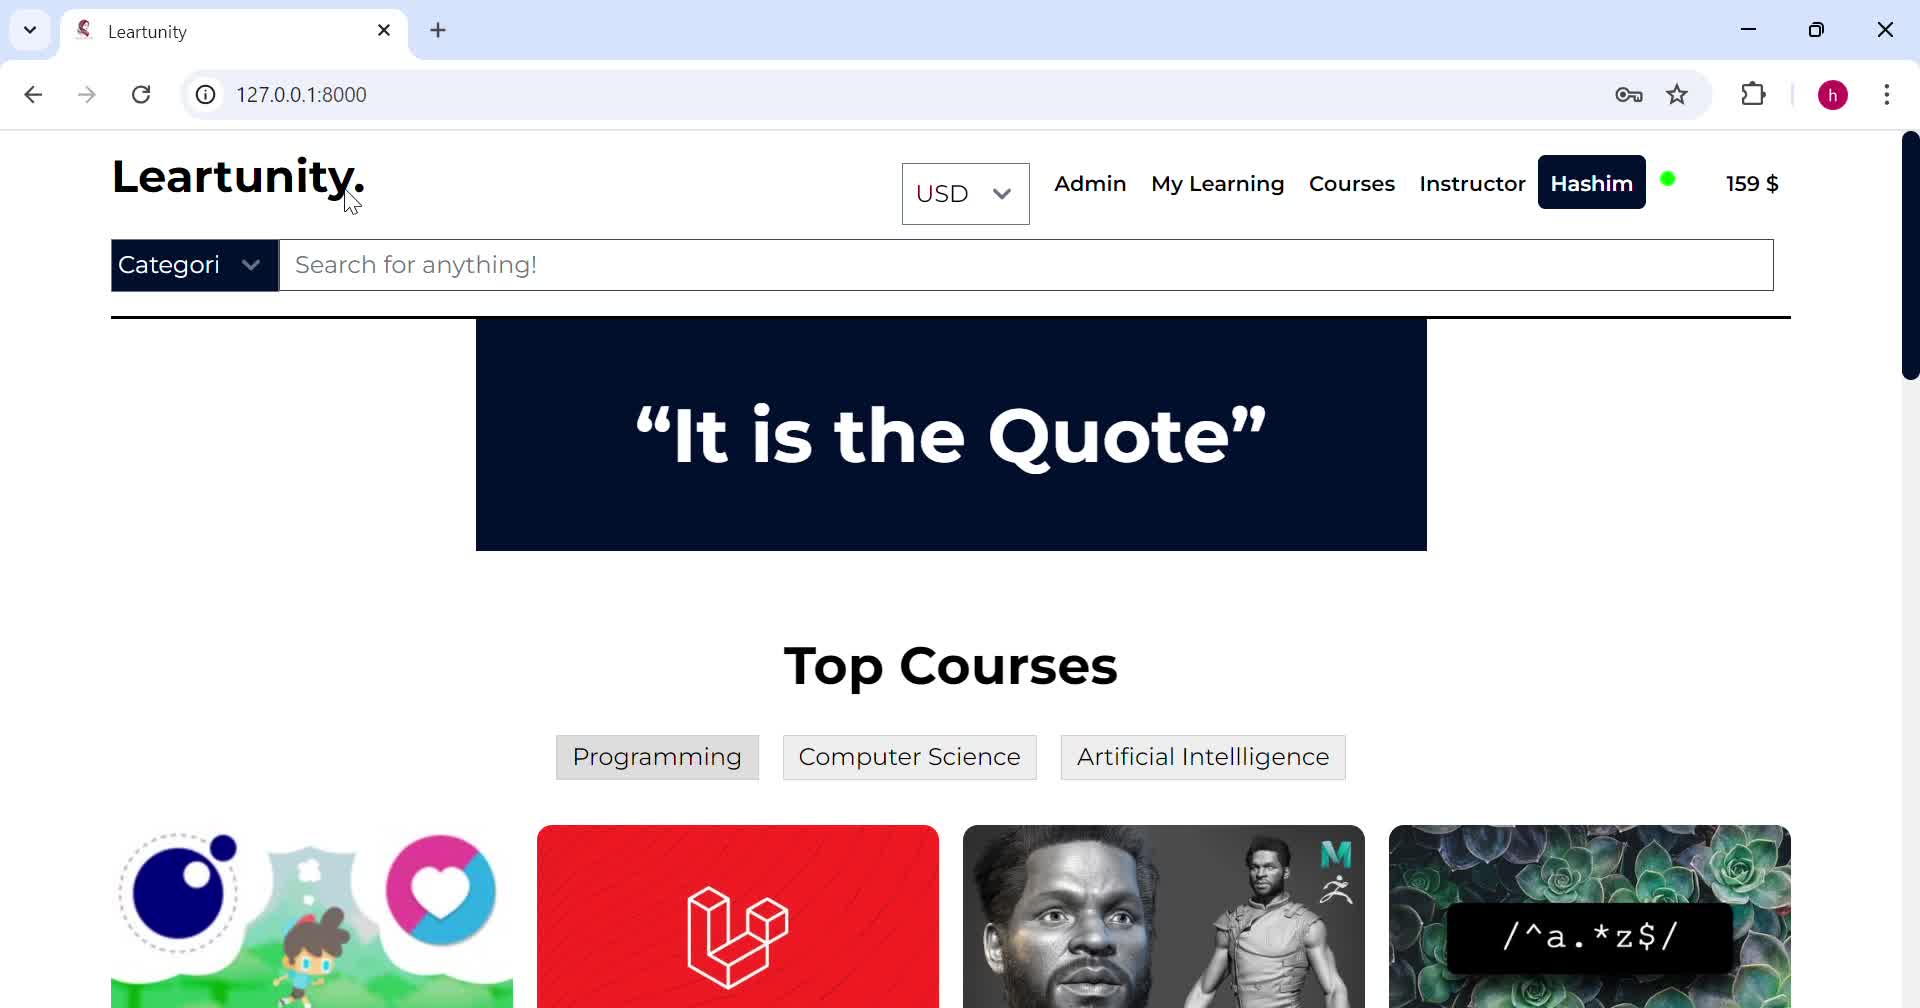 Leartunity
127.0.0.1:8000
h
Leartunity.
USD
Admin
My Learning
Courses
Instructor
Hashim
159 $
Categori
Search for anything!
“It is the Quote”
Top Courses
Programming
Computer Science
Artificial Intellligence
M
/^a.*z$/